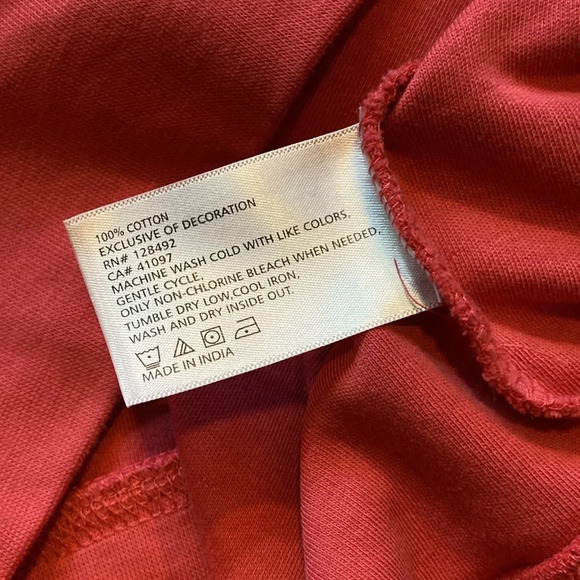 100% COTTON
EXCLUSIVE OF DECORATION
RN# 128492
CA# 41097
MACHINE WASH COLD WITH LIKE COLORS,
GENTLE CYCLE,
ONLY NON-CHLORINE BLEACH WHEN NEEDED,
TUMBLE DRY LOW,COOL IRON,
WASH AND DRY INSIDE OUT.
MADE IN INDIA